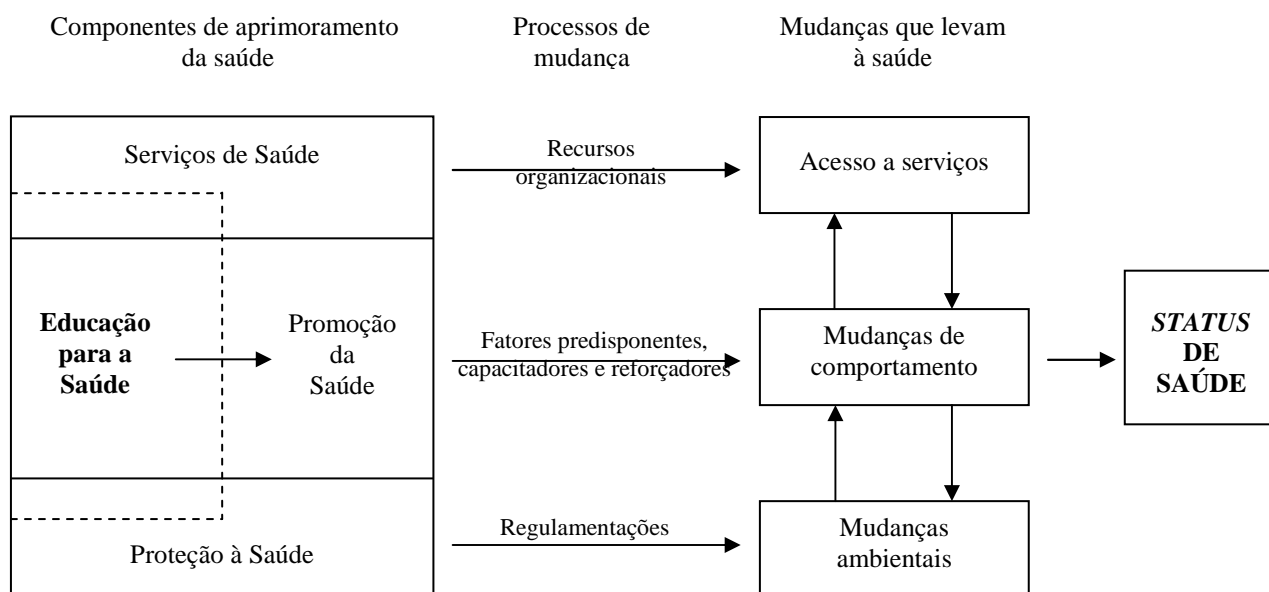 Componentes de aprimoramento
da saúde
Processos de
mudança
Mudanças que levam
à saúde
Serviços de Saúde
Recursos
organizacionais
Acesso a serviços
Educação
para a
Saúde
Promoção
da
Saúde
Fatores predisponentes,
capacitadores e reforçadores
Mudanças de
comportamento
STATUS
DE
SAÚDE
Proteção à Saúde
Regulamentações
Mudanças
ambientais